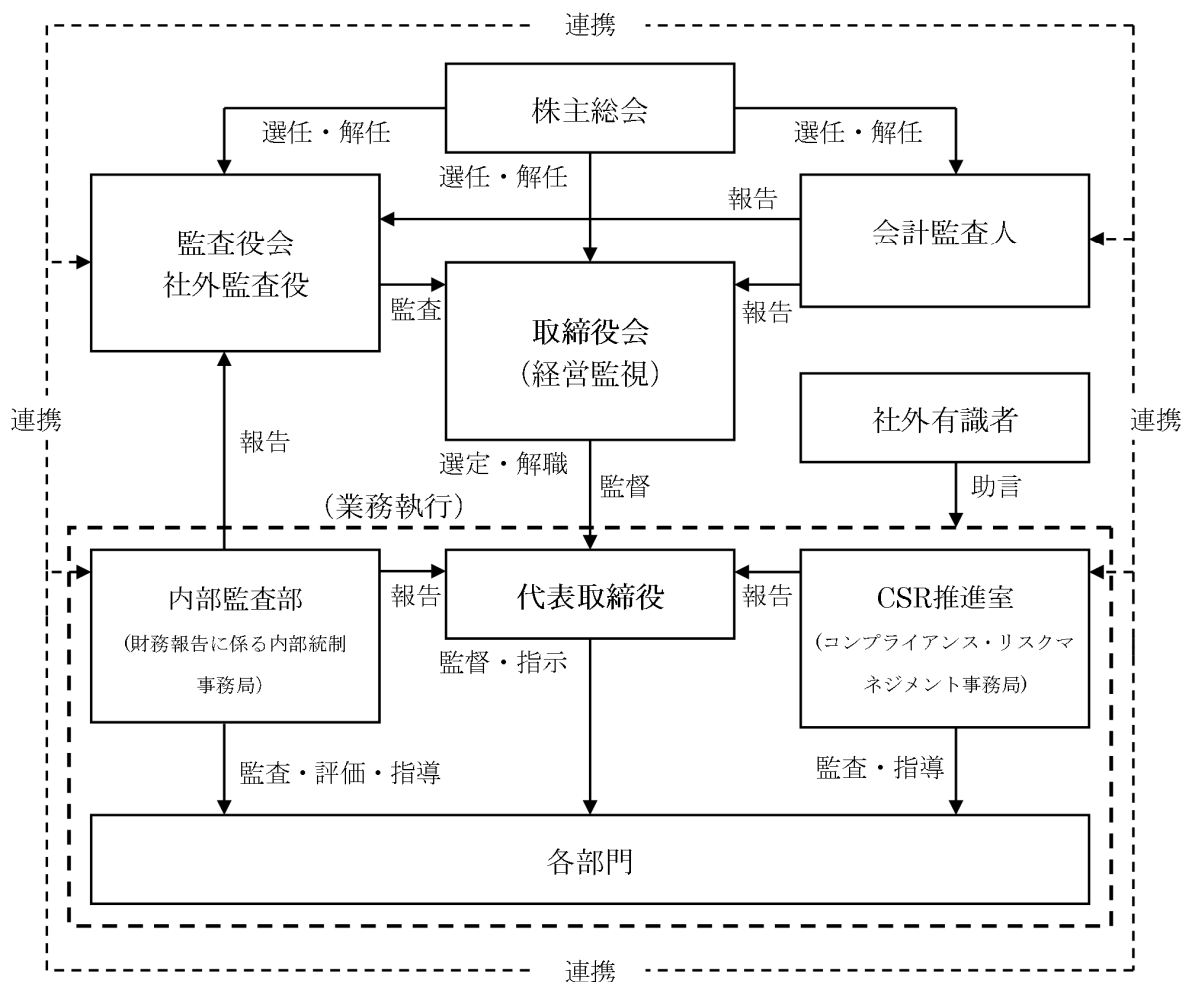 連携
株主総会
選任・解任
選任・解任
選任・解任
報告
監査役会
社外監査役
会計監査人
監査
報告
取締役会
（経営監視）
連携
社外有識者
連携
報告
選定・解職
監督
助言
（業務執行）
内部監査部
(財務報告に係る内部統制
事務局）
報告
代表取締役
報告
CSR推進室
(コンプライアンス・リスクマ
ネジメント事務局)
監督・指示
監査・評価・指導
監査・指導
各部門
連携